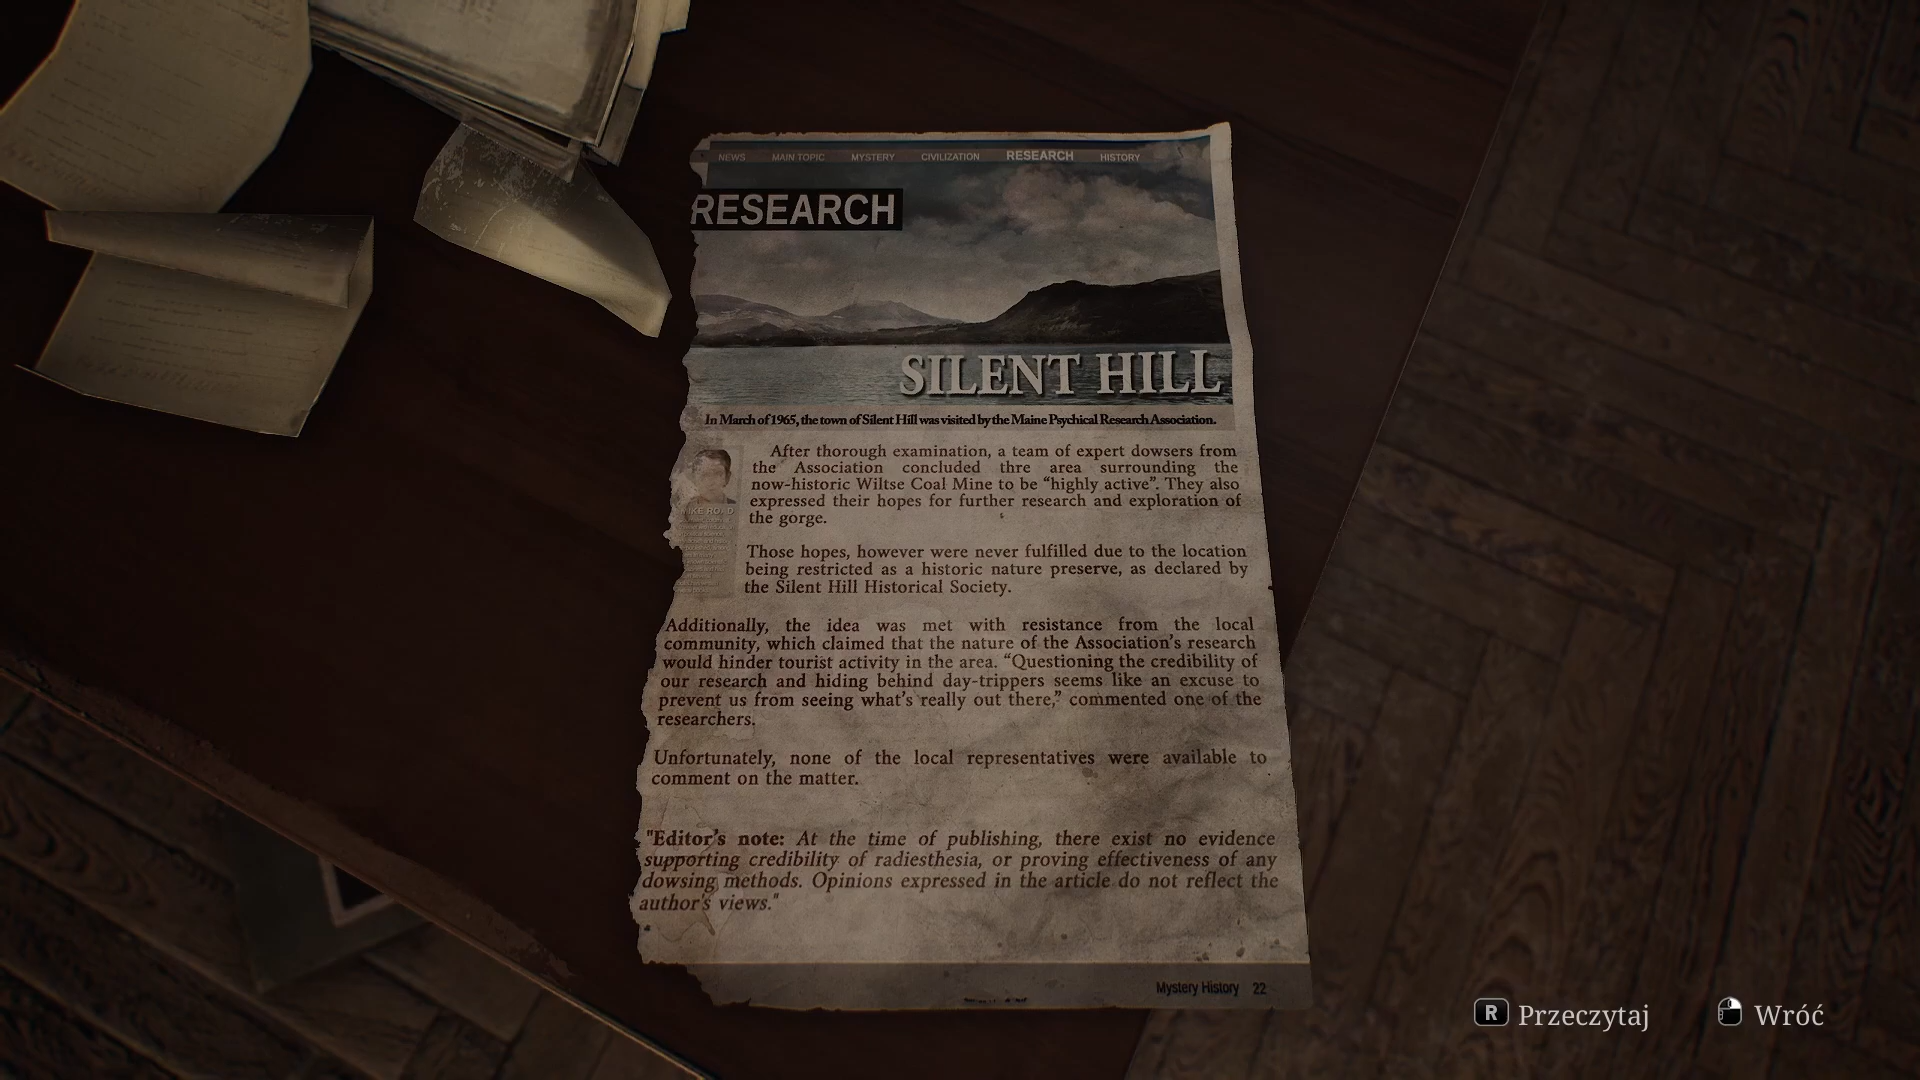 NEWS MAIN TOPIC MYSTERY CIVILIZATION RESEARCH HISTORY
RESEARCH
SILENT HILL
In March of 1965, the town of Silent Hill was visited by the Maine Psychical Research Association.
After thorough examination, a team of expert dowsers from
the Association concluded thre area surrounding the
now-historic Wiltse Coal Mine to be “highly active”. They also
expressed their hopes for further research and exploration of
the gorge.
Those hopes, however were never fulfilled due to the location
being restricted as a historic nature preserve, as declared by
the Silent Hill Historical Society.
Additionally, the idea was met with resistance from the local
community, which claimed that the nature of the Association’s research
would hinder tourist activity in the area. “Questioning the credibility of
our research and hiding behind day-trippers seems like an excuse to
prevent us from seeing what’s really out there,” commented one of the
researchers.
Unfortunately, none of the local representatives were available to
comment on the matter.
"Editor’s note: At the time of publishing, there exist no evidence
supporting credibility of radiesthesia, or proving effectiveness of any
dowsing methods. Opinions expressed in the article do not reflect the
author's views."
Mystery History 22
R Przeczytaj Wróć